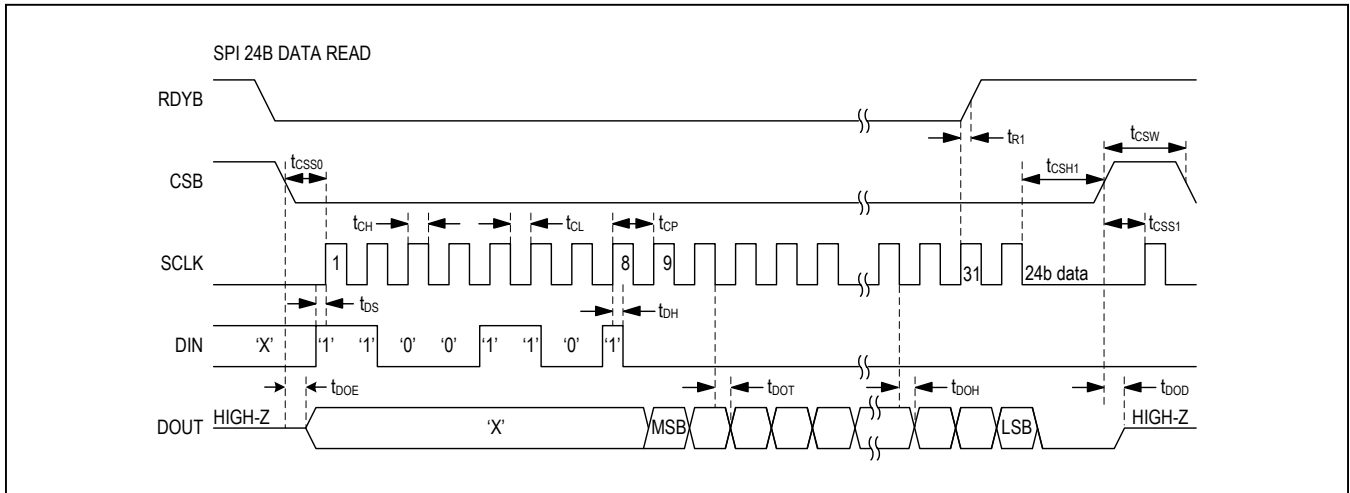 SPI 24B DATA READ
RDYB
tR1
tCSW
CSB
tCSS0
tCSH1
tCH
tCL
tCP
tCSS1
SCLK
1
8
9
31
24b data
tDS
tDH
DIN
'X'
'1'
'1'
'0'
'0'
'1'
'1'
'0'
'1'
tDOE
tDOT
tDOH
tDOD
DOUT
HIGH-Z
'X'
MSB
LSB
HIGH-Z